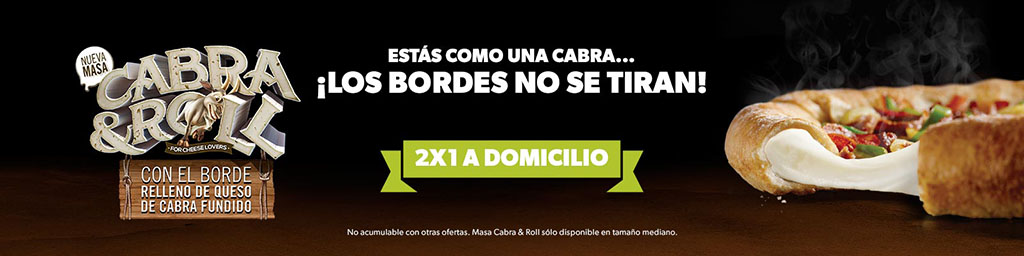 NUEVA
MASA
CABRA
&ROLL
FOR CHEESE LOVERS
CON EL BORDE
RELLENO DE QUESO
DE CABRA FUNDIDO
ESTÁS COMO UNA CABRA...
¡LOS BORDES NO SE TIRAN!
2X1 A DOMICILIO
No acumulable con otras ofertas. Masa Cabra & Roll sólo disponible en tamaño mediano.